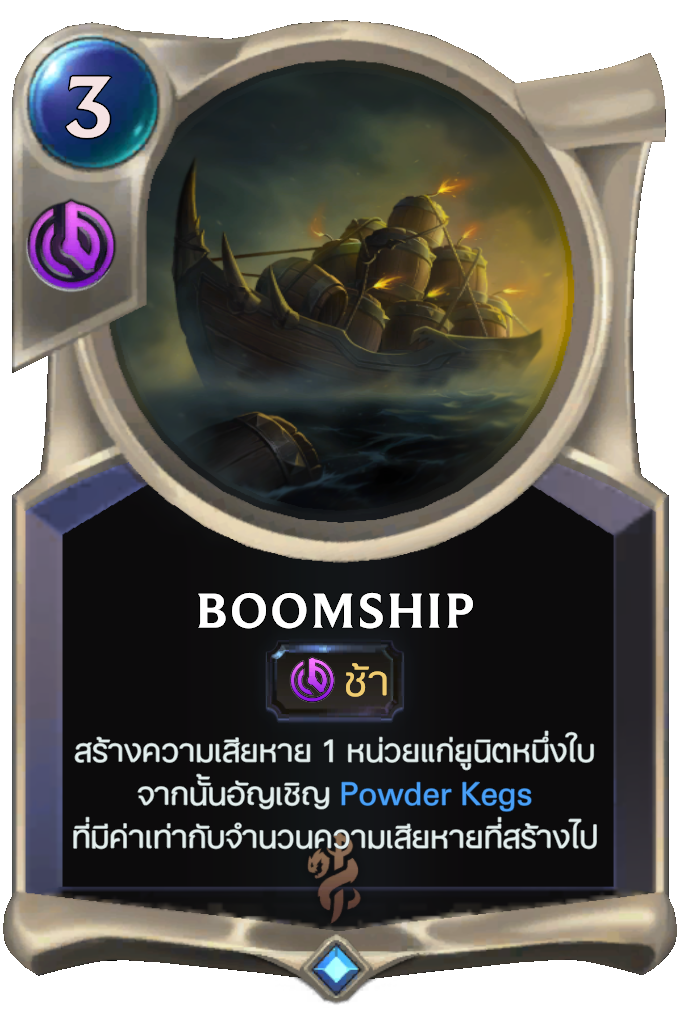 3
BOOMSHIP
ช้า
สร้างความเสียหาย 1 หน่วยแก่ยูนิตหนึ่งใบ
จากนั้นอัญเชิญ Powder Kegs
ที่มีค่าเท่ากับจำนวนความเสียหายที่สร้างไป